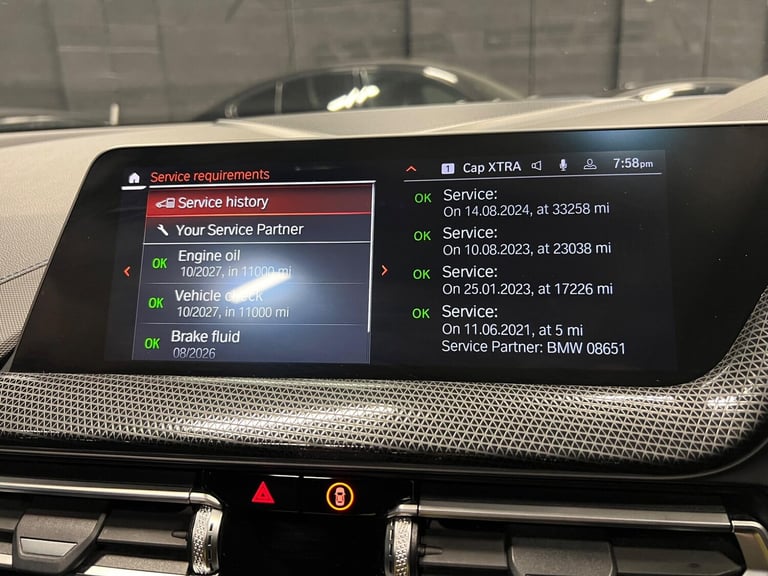 Service requirements
Service history
Your Service Partner
OK Engine oil
10/2027, in 11000 mi
OK Vehicle check
10/2027, in 11000 mi
OK Brake fluid
08/2026
1 Cap XTRA 7:58pm
OK Service:
On 14.08.2024, at 33258 mi
OK Service:
On 10.08.2023, at 23038 mi
OK Service:
On 25.01.2023, at 17226 mi
OK Service:
On 11.06.2021, at 5 mi
Service Partner: BMW 08651